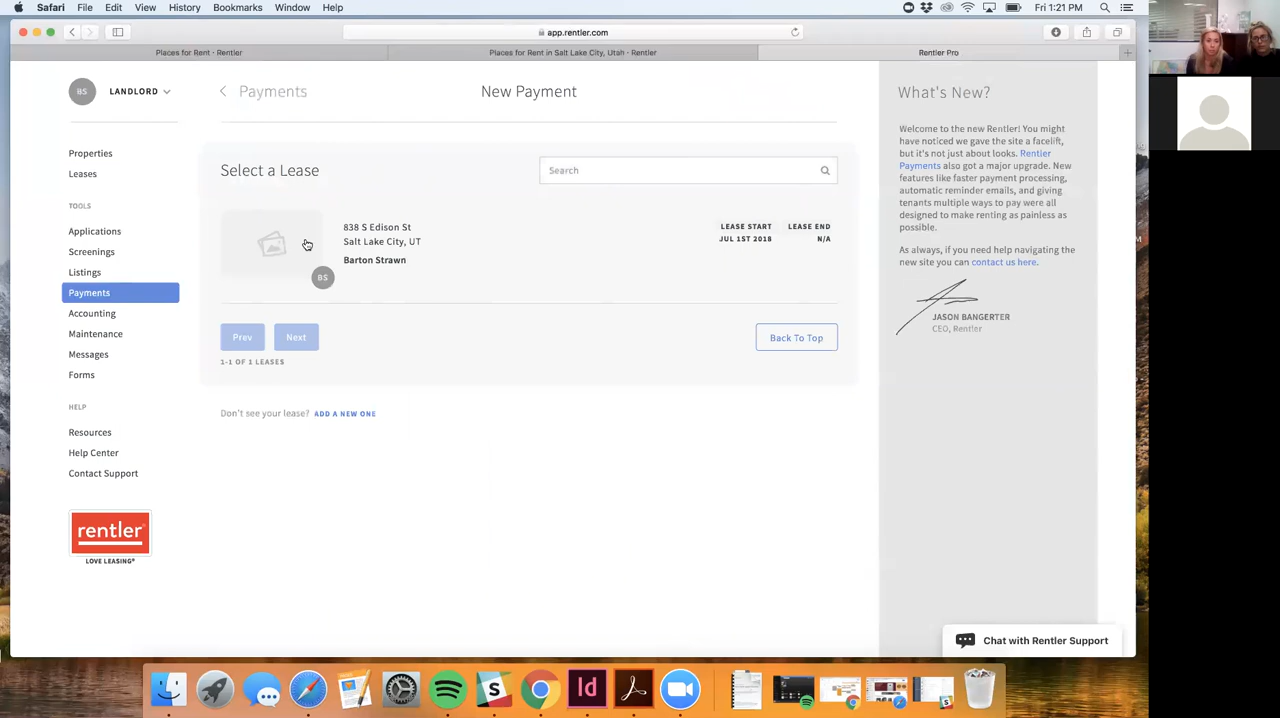 Safari File Edit View History Bookmarks Window Help
Fri 1:21 PM
app.rentler.com
Places for Rent - Rentler
Places for Rent in Salt Lake City, Utah - Rentler
Rentler Pro
BS LANDLORD
Payments
New Payment
What's New?
Properties
Leases
TOOLS
Applications
Screenings
Listings
Payments
Accounting
Maintenance
Messages
Forms
HELP
Resources
Help Center
Contact Support
rentler
LOVE LEASING®
Select a Lease
Search
838 S Edison St
Salt Lake City, UT
Barton Strawn
BS
LEASE START LEASE END
JUL 1ST 2018 N/A
Prev Next
Back To Top
1-1 OF 1 LEASES
Don't see your lease? ADD A NEW ONE
Welcome to the new Rentler! You might
have noticed we gave the site a facelift,
but it's not just about looks. Rentler
Payments also got a major upgrade. New
features like faster payment processing,
automatic reminder emails, and giving
tenants multiple ways to pay were all
designed to make renting as painless as
possible.
As always, if you need help navigating the
new site you can contact us here.
JASON BANGERTER
CEO, Rentler
Chat with Rentler Support
Id